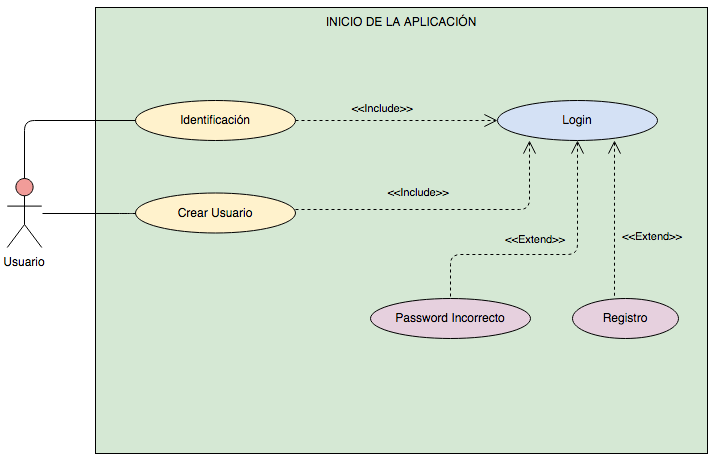 INICIO DE LA APLICACIÓN
Identificación
<<Include>>
Login
Crear Usuario
<<Include>>
Usuario
<<Extend>>
<<Extend>>
Password Incorrecto
Registro